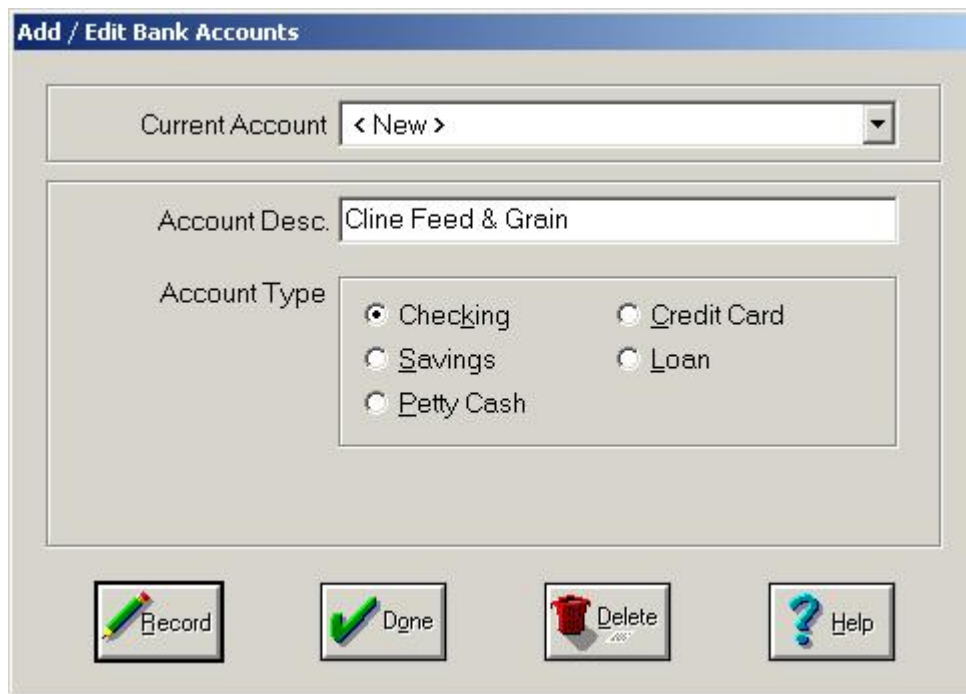 Add / Edit Bank Accounts
Current Account < New >
Account Desc. Cline Feed & Grain
Account Type
Checking Credit Card
Savings Loan
Petty Cash
Record Done Delete Help